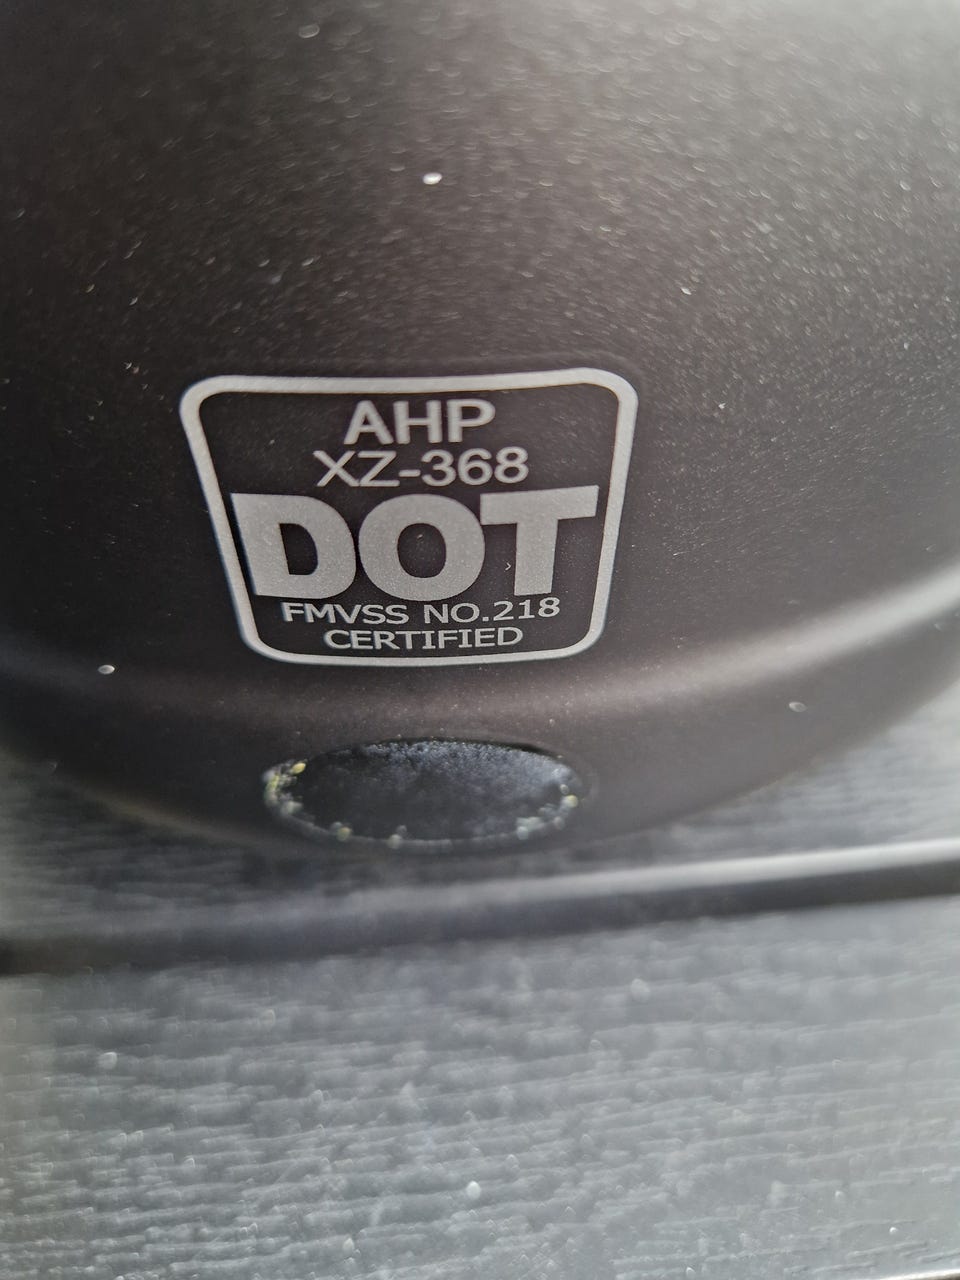 AHP
XZ-368
DOT
FMVSS NO.218
CERTIFIED